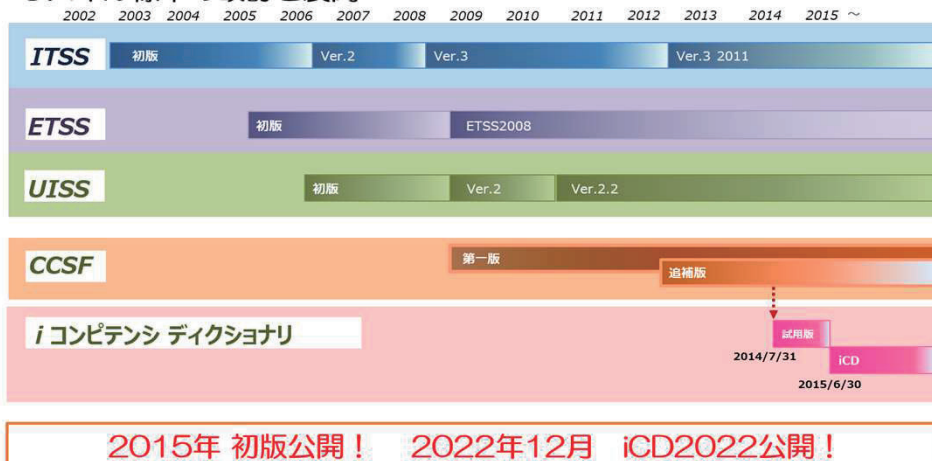 2002 2003 2004 2005 2006 2007 2008 2009 2010 2011 2012 2013 2014 2015 ～
ITSS 初版 Ver.2 Ver.3 Ver.3 2011
ETSS 初版 ETSS2008
UISS 初版 Ver.2 Ver.2.2
CCSF 第一版
追補版
i コンピテンシ ディクショナリ 試用版
2014/7/31 iCD
2015/6/30
2015年 初版公開！ 2022年12月 iCD2022公開！